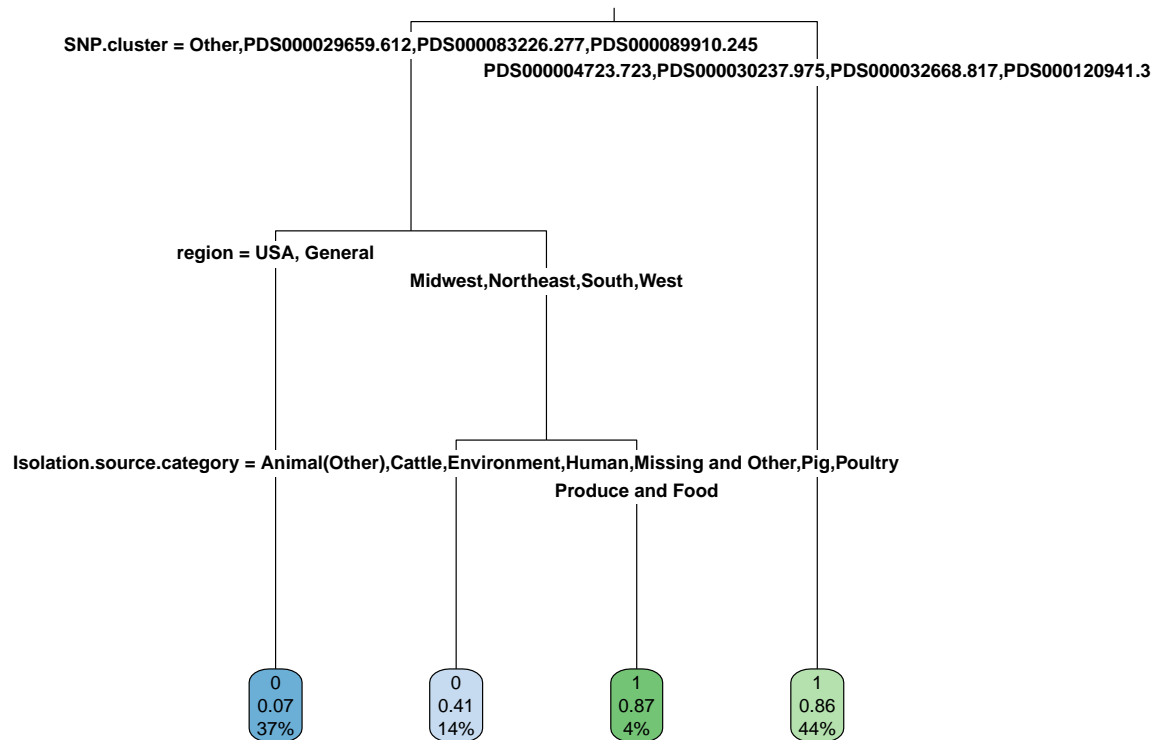 SNP.cluster = Other,PDS000029659.612,PDS000083226.277,PDS000089910.245
PDS000004723.723,PDS000030237.975,PDS000032668.817,PDS000120941.3
region = USA, General
Midwest,Northeast,South,West
Isolation.source.category = Animal(Other),Cattle,Environment,Human,Missing and Other,Pig,Poultry
Produce and Food
0 0 1 1
0.07 0.41 0.87 0.86
37% 14% 4% 44%